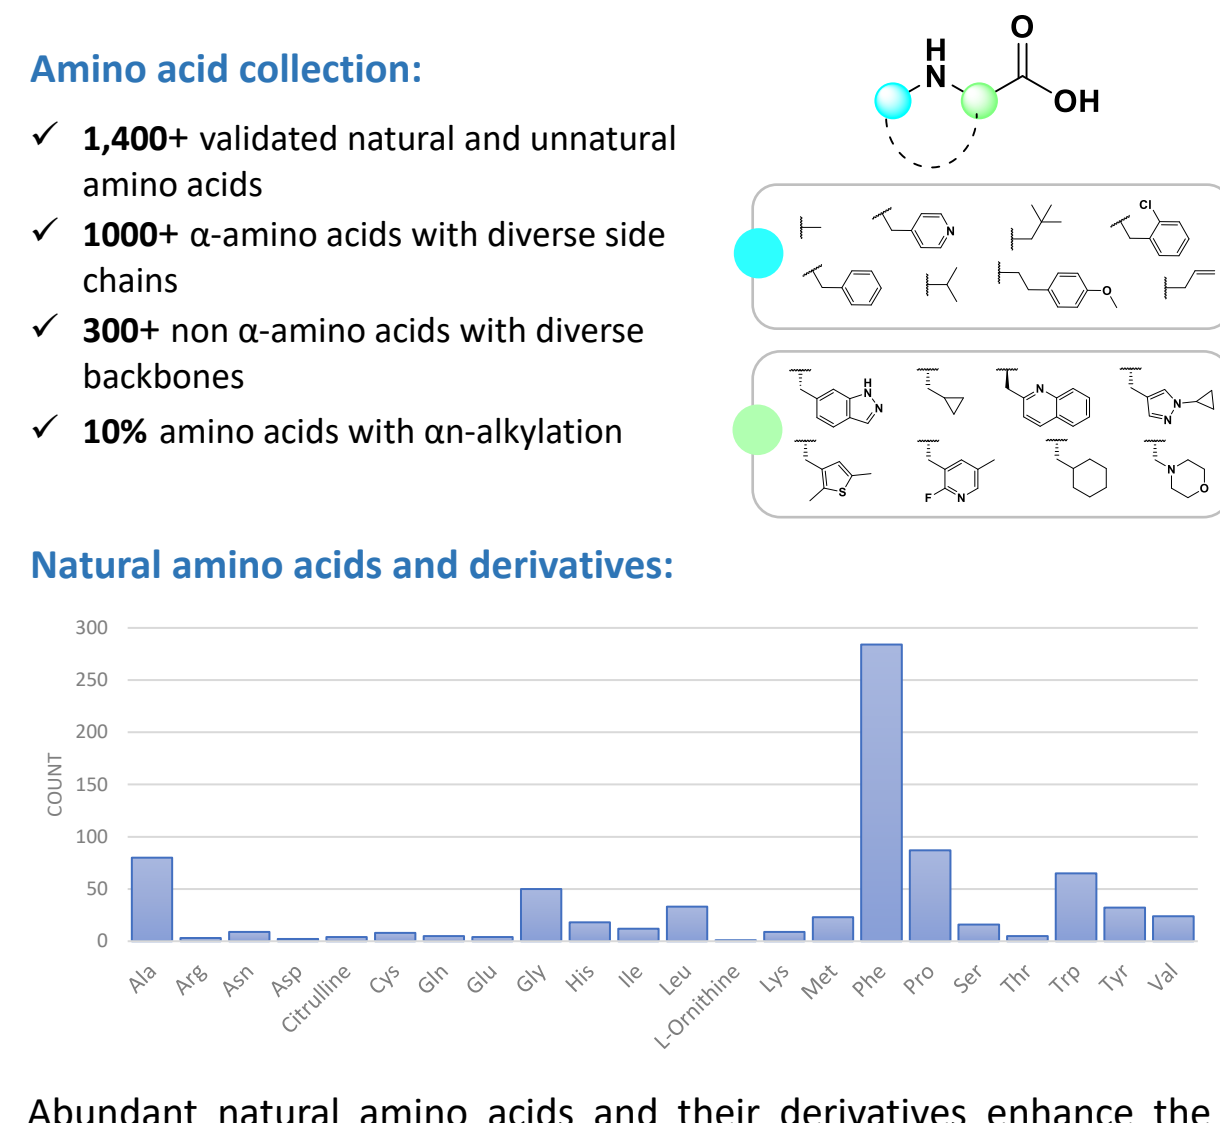 Amino acid collection:
✓ 1,400+ validated natural and unnatural
amino acids
✓ 1000+ α-amino acids with diverse side
chains
✓ 300+ non α-amino acids with diverse
backbones
✓ 10% amino acids with αn-alkylation
O
H
N
OH
N
Cl
O
H
N
N
N
N
N
S
F
N
N
O
Natural amino acids and derivatives:
300
250
200
150
100
50
0
COUNT
Ala
Arg
Asn
Asp
Citrulline
Cys
Gln
Glu
Gly
His
Ile
Leu
L-Ornithine
Lys
Met
Phe
Pro
Ser
Thr
Trp
Tyr
Val
Abundant natural amino acids and their derivatives enhance the